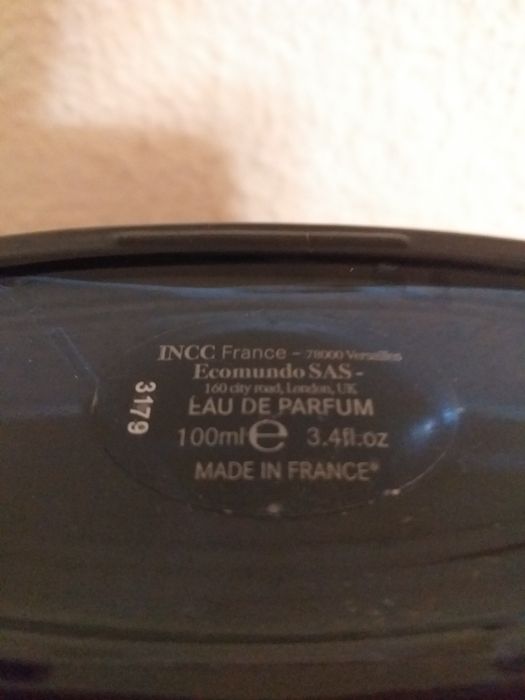 INCC France - 78000 Versailles
Ecomundo SAS -
160 city road, London, UK
EAU DE PARFUM
100ml e 3.4fl.oz
MADE IN FRANCE*
3179